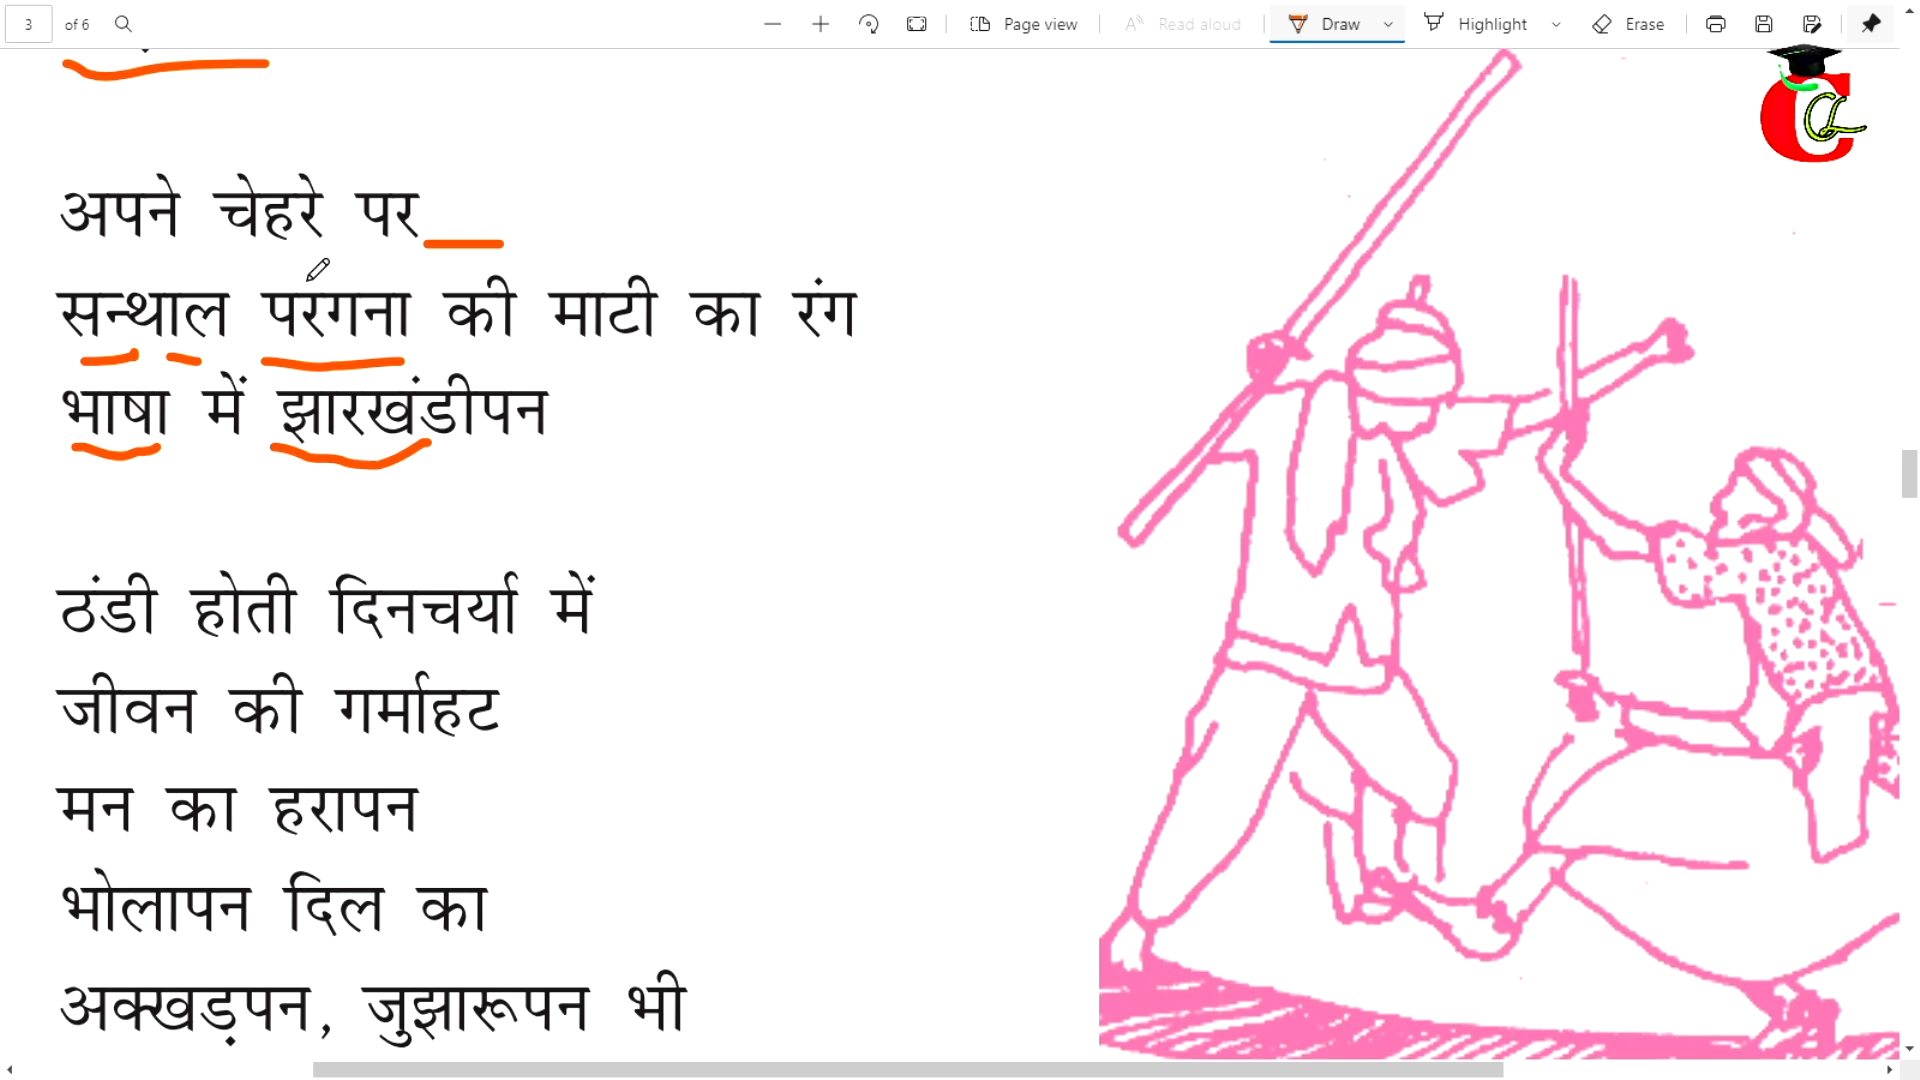 3 of 6 Page view Read aloud Draw Highlight Erase
अपने चेहरे पर
सन्थाल परगना की माटी का रंग
भाषा में झारखंडीपन
ठंडी होती दिनचर्या में
जीवन की गर्माहट
मन का हरापन
भोलापन दिल का
अक्खड़पन, जुझारूपन भी